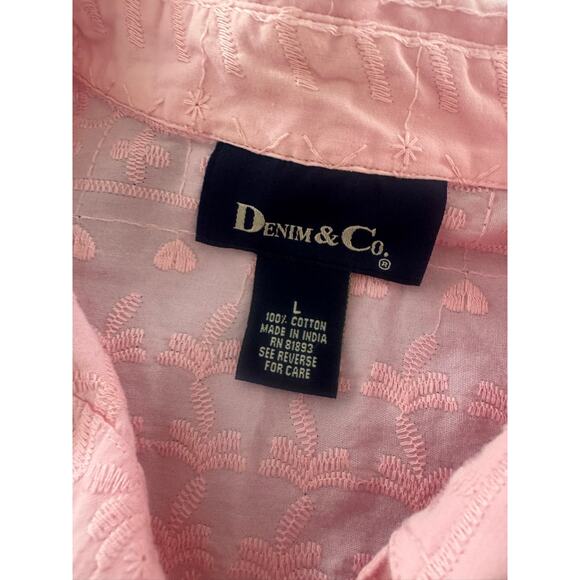 DENIM & CO.
®
L
100% COTTON
MADE IN INDIA
RN 81893
SEE REVERSE
FOR CARE